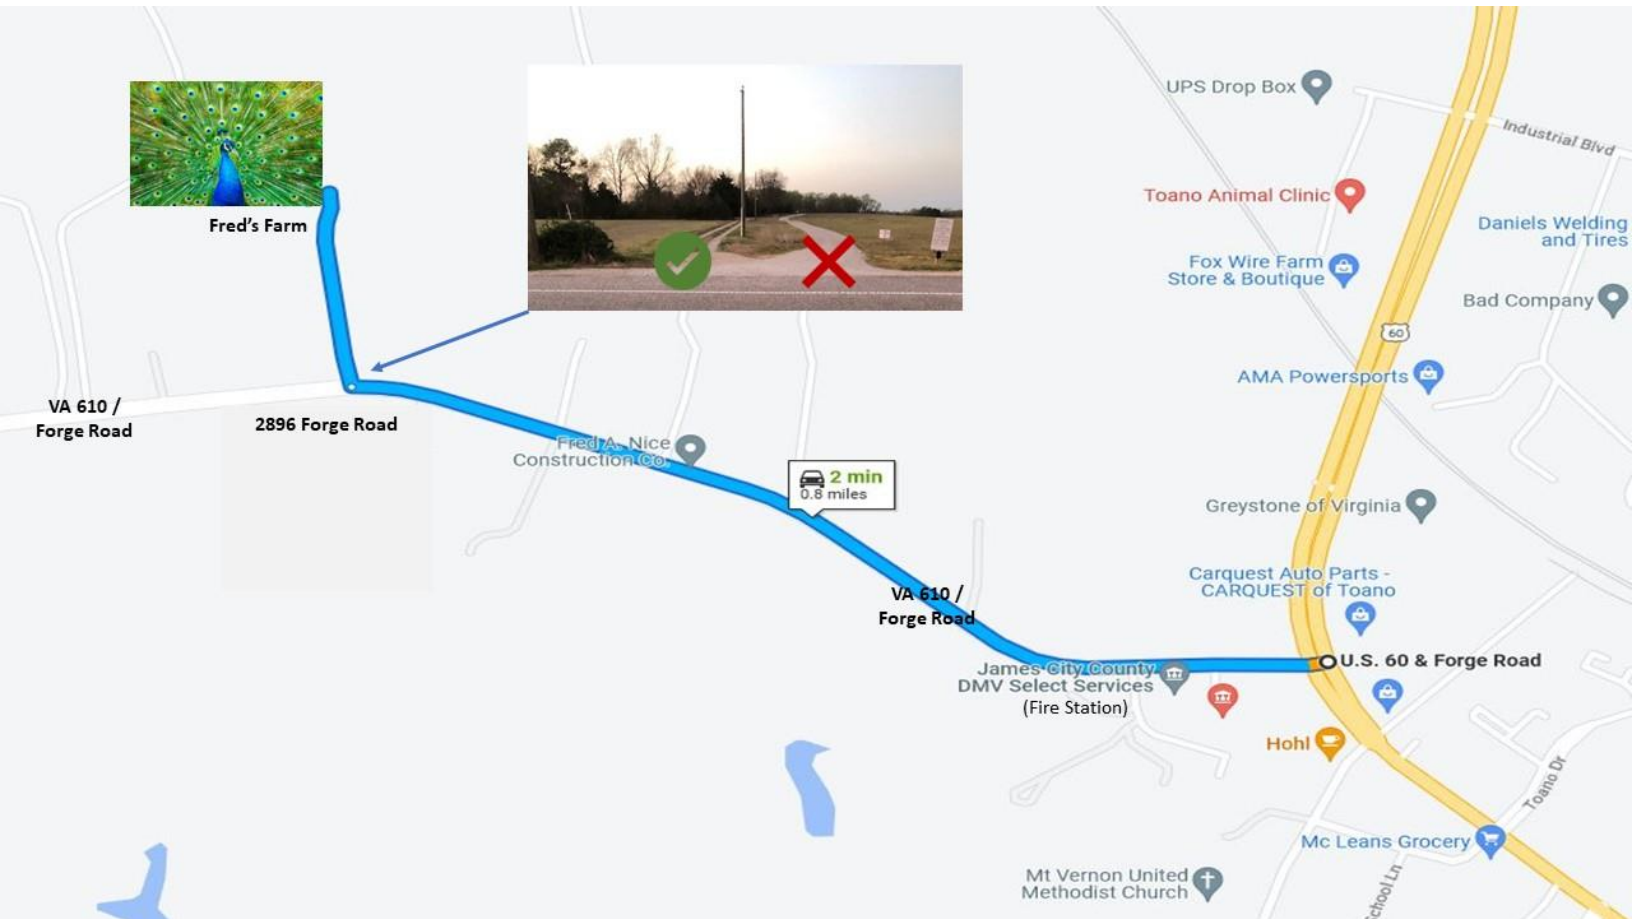 UPS Drop Box
Industrial Blvd
Toano Animal Clinic
Daniels Welding
and Tires
Fred's Farm
Fox Wire Farm
Store & Boutique
Bad Company
60
AMA Powersports
VA 610 /
Forge Road
2896 Forge Road
Fred A. Nice
Construction Co.
2 min
0.8 miles
Greystone of Virginia
Carquest Auto Parts -
CARQUEST of Toano
VA 610 /
Forge Road
U.S. 60 & Forge Road
James City County
DMV Select Services
(Fire Station)
Hohl
Toano Dr
Mc Leans Grocery
Mt Vernon United
Methodist Church
chool Ln